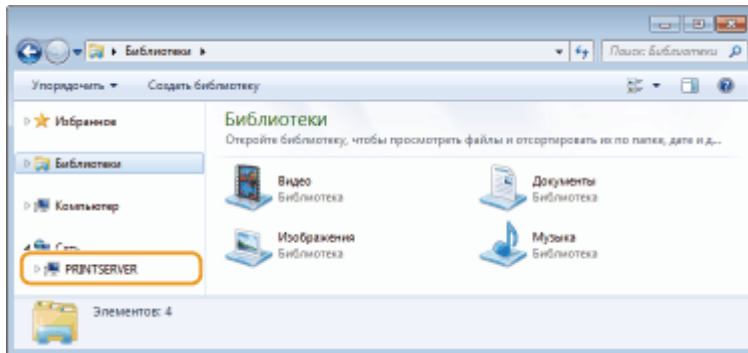 Библиотеки
Поиск: Библиотеки
Упорядочить
Создать библиотеку
Избранное
Библиотеки
Компьютер
Сеть
PRINTSERVER
Библиотеки
Откройте библиотеку, чтобы просмотреть файлы и отсортировать их по папке, дате и д...
Видео
Библиотека
Документы
Библиотека
Изображения
Библиотека
Музыка
Библиотека
Элементов: 4